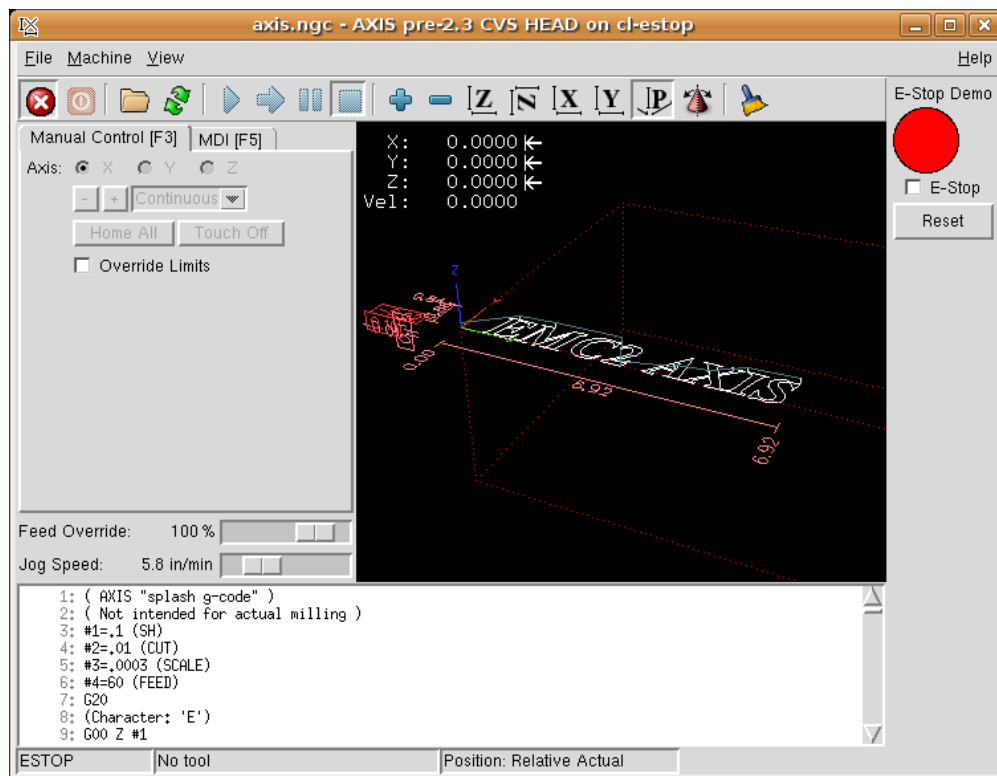 axis.ngc - AXIS pre-2.3 CVS HEAD on cl-estop
File Machine View Help
Z N X Y P
E-Stop Demo
Manual Control [F3] MDI [F5]
Axis: X Y Z
- + Continuous
Home All Touch Off
Override Limits
X: 0.0000
Y: 0.0000
Z: 0.0000
Vel: 0.0000
Z
EMC2 AXIS
0.00
6.92
6.92
E-Stop
Reset
Feed Override: 100 %
Jog Speed: 5.8 in/min
1: ( AXIS "splash g-code" )
2: ( Not intended for actual milling )
3: #1=.1 (SH)
4: #2=.01 (CUT)
5: #3=.0003 (SCALE)
6: #4=60 (FEED)
7: G20
8: (Character: 'E')
9: G00 Z #1
ESTOP No tool Position: Relative Actual